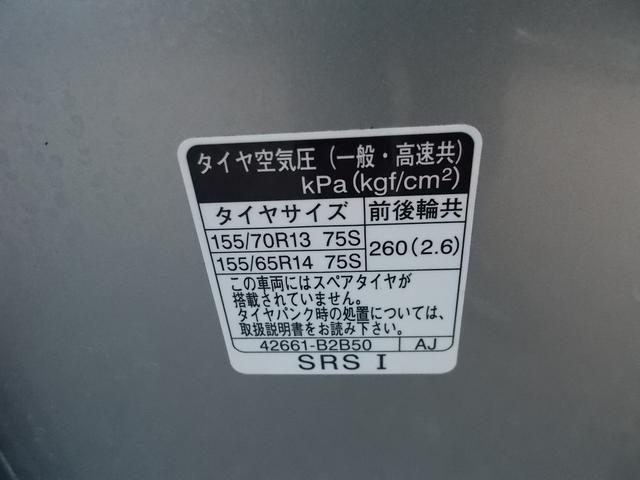 タイヤ空気圧（一般・高速共）
kPa(kgf/cm²)
タイヤサイズ 前後輪共
155/70R13 75S
260(2.6)
155/65R14 75S
この車両にはスペアタイヤが
搭載されていません。
タイヤパンク時の処置については、
取扱説明書をお読み下さい。
42661-B2B50 AJ
SRS I